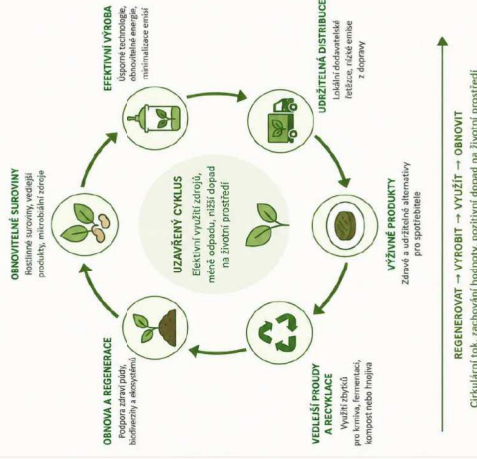 OBNOVITELNÉ SUROVINY
Rostlinné suroviny, vedlejší
produkty, mikrobiální zdroje
EFEKTIVNÍ VÝROBA
Úsporné technologie,
obnovitelné energie,
minimalizace emisí
UDRŽITELNÁ DISTRIBUCE
Lokální dodavatelské
řetězce, nízké emise
z dopravy
VÝŽIVNÉ PRODUKTY
Zdravé a udržitelné alternativy
pro spotřebitele
VEDLEJŠÍ PROUDY
A RECYKLACE
Využití zbytků
pro krmiva, fermentaci,
kompost nebo hnojiva
OBNOVA A REGENERACE
Podpora zdraví půdy,
biodiverzity a ekosystémů
UZAVŘENÝ CYKLUS
Efektivní využití zdrojů,
méně odpadu, nižší dopad
na životní prostředí
REGENEROVAT → VYROBIT → VYUŽÍT → OBNOVIT
Cirkulární tok, zachování hodnoty, pozitivní dopad na životní prostředí